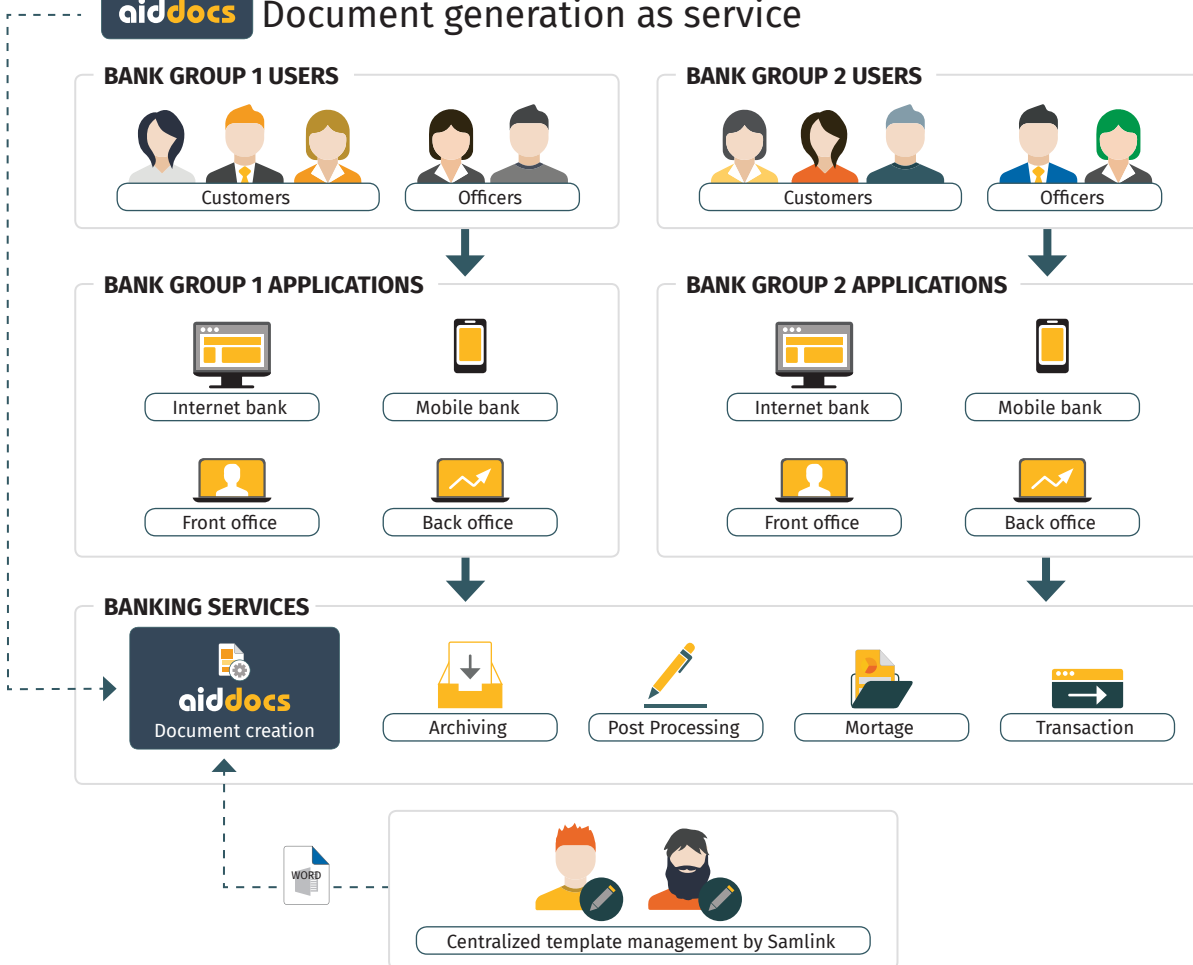 aiddocs Document generation as service
BANK GROUP 1 USERS
BANK GROUP 2 USERS
Customers
Officers
Customers
Officers
BANK GROUP 1 APPLICATIONS
BANK GROUP 2 APPLICATIONS
Internet bank
Mobile bank
Internet bank
Mobile bank
Front office
Back office
Front office
Back office
BANKING SERVICES
aiddocs
Document creation
Archiving
Post Processing
Mortage
Transaction
WORD
Centralized template management by Samlink